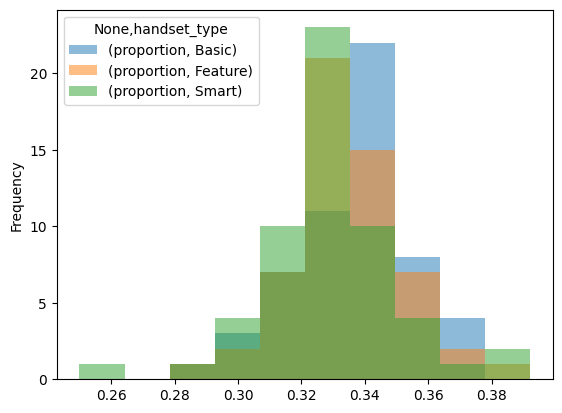 None,handset_type
(proportion, Basic)
(proportion, Feature)
(proportion, Smart)
Frequency
20
15
10
5
0
0.26 0.28 0.30 0.32 0.34 0.36 0.38